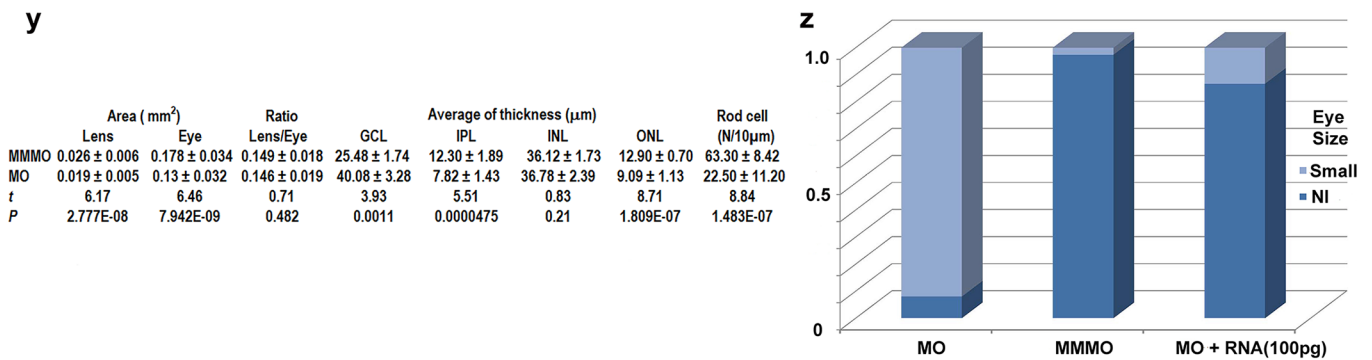 y
Area ( mm²) Ratio Average of thickness (µm) Rod cell
Lens Eye Lens/Eye GCL IPL INL ONL (N/10µm)
MMMO 0.026 ± 0.006 0.178 ± 0.034 0.149 ± 0.018 25.48 ± 1.74 12.30 ± 1.89 36.12 ± 1.73 12.90 ± 0.70 63.30 ± 8.42
MO 0.019 ± 0.005 0.13 ± 0.032 0.146 ± 0.019 40.08 ± 3.28 7.82 ± 1.43 36.78 ± 2.39 9.09 ± 1.13 22.50 ± 11.20
t 6.17 6.46 0.71 3.93 5.51 0.83 8.71 8.84
P 2.777E-08 7.942E-09 0.482 0.0011 0.0000475 0.21 1.809E-07 1.483E-07
z
1.0
0.5
0
MO MMMO MO + RNA(100pg)
Eye
Size
Small
NI